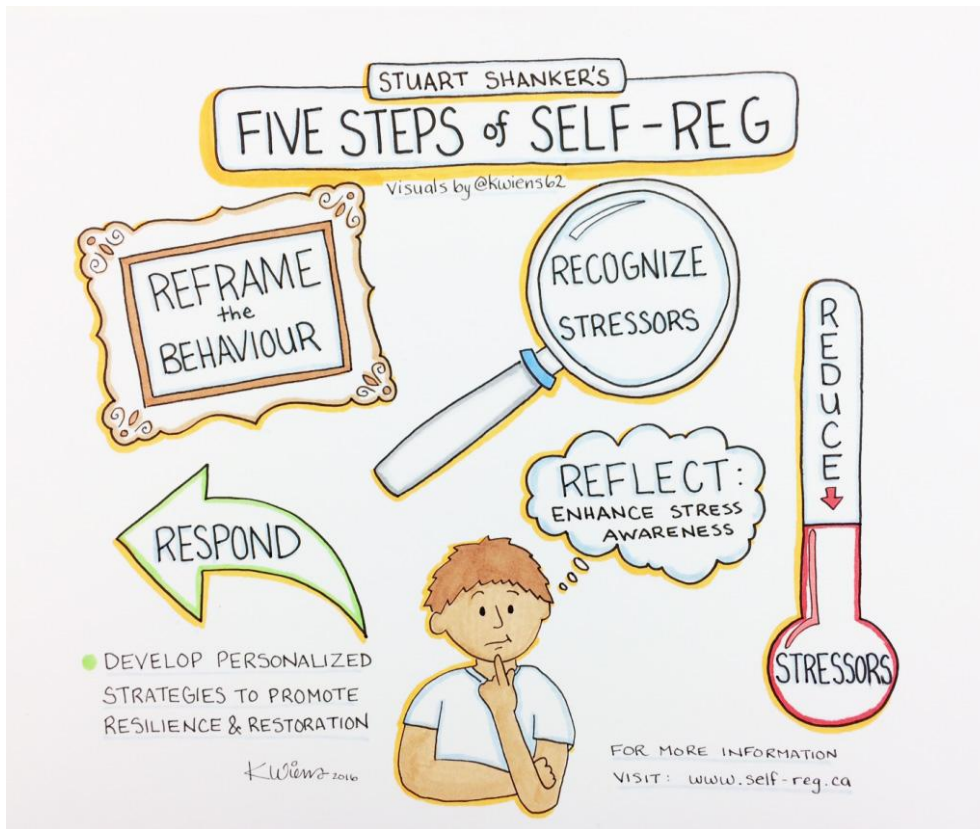 STUART SHANKER'S
FIVE STEPS of SELF-REG
Visuals by @kwiens62
REFRAME
the
BEHAVIOUR
RECOGNIZE
STRESSORS
REDUCE
STRESSORS
REFLECT:
ENHANCE STRESS
AWARENESS
RESPOND
DEVELOP PERSONALIZED
STRATEGIES TO PROMOTE
RESILIENCE & RESTORATION
KWiens 2016
FOR MORE INFORMATION
VISIT: www.self-reg.ca